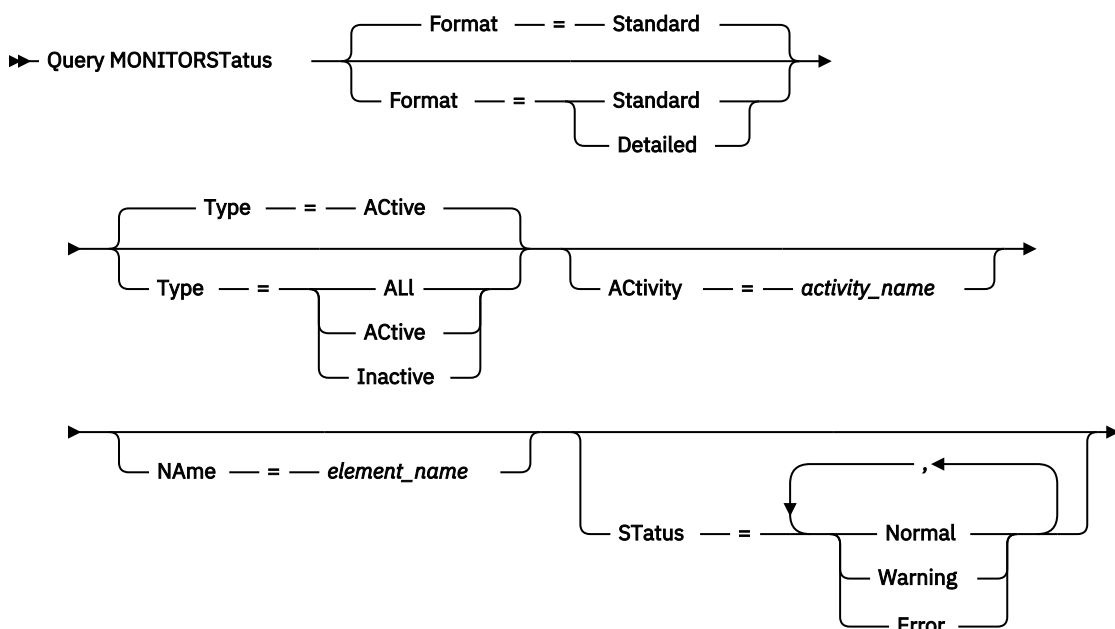 Format = Standard
Query MONITORSTatus
Format = Standard
Detailed
Type = ACtive
Type = ALl
ACtivity = activity_name
ACtive
Inactive
NAme = element_name
,
STatus = Normal
Warning
Error